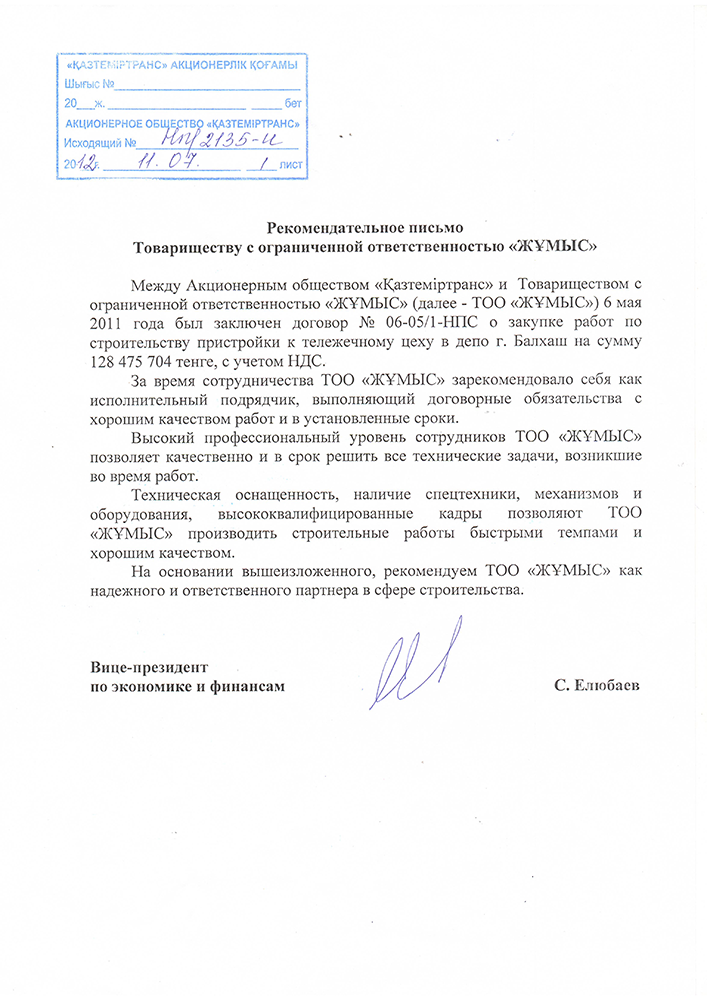 «ҚАЗТЕМІРТРАНС» АКЦИОНЕРЛІК ҚОҒАМЫ
Шығыс №
20___ж. ______ бет
АКЦИОНЕРНОЕ ОБЩЕСТВО «ҚАЗТЕМІРТРАНС»
Исходящий № 2135-и
2012г. 11.07. 1 лист
Рекомендательное письмо
Товариществу с ограниченной ответственностью «ЖҰМЫС»
Между Акционерным обществом «Қазтеміртранс» и Товариществом с
ограниченной ответственностью «ЖҰМЫС» (далее - ТОО «ЖҰМЫС») 6 мая
2011 года был заключен договор № 06-05/1-НПС о закупке работ по
строительству пристройки к тележечному цеху в депо г. Балхаш на сумму
128 475 704 тенге, с учетом НДС.
За время сотрудничества ТОО «ЖҰМЫС» зарекомендовало себя как
исполнительный подрядчик, выполняющий договорные обязательства с
хорошим качеством работ и в установленные сроки.
Высокий профессиональный уровень сотрудников ТОО «ЖҰМЫС»
позволяет качественно и в срок решить все технические задачи, возникшие
во время работ.
Техническая оснащенность, наличие спецтехники, механизмов и
оборудования, высококвалифицированные кадры позволяют ТОО
«ЖҰМЫС» производить строительные работы быстрыми темпами и
хорошим качеством.
На основании вышеизложенного, рекомендуем ТОО «ЖҰМЫС» как
надежного и ответственного партнера в сфере строительства.
Вице-президент
по экономике и финансам С. Елюбаев